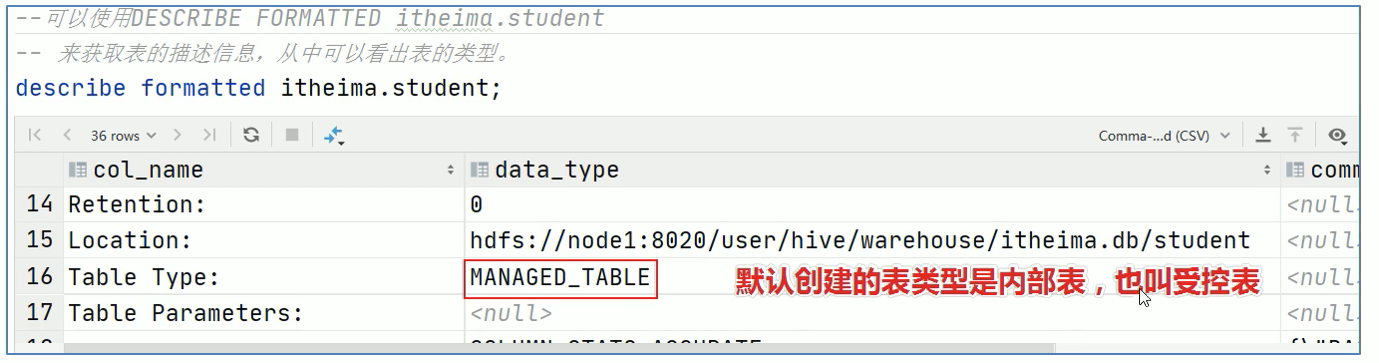 --可以使用DESCRIBE FORMATTED itheima.student
-- 来获取表的描述信息，从中可以看出表的类型。
describe formatted itheima.student;
36 rows Comma-...d (CSV)
col_name data_type comm
14 Retention: 0 <null>
15 Location: hdfs://node1:8020/user/hive/warehouse/itheima.db/student <null>
16 Table Type: MANAGED_TABLE 默认创建的表类型是内部表，也叫受控表 <null>
17 Table Parameters: <null> <null>